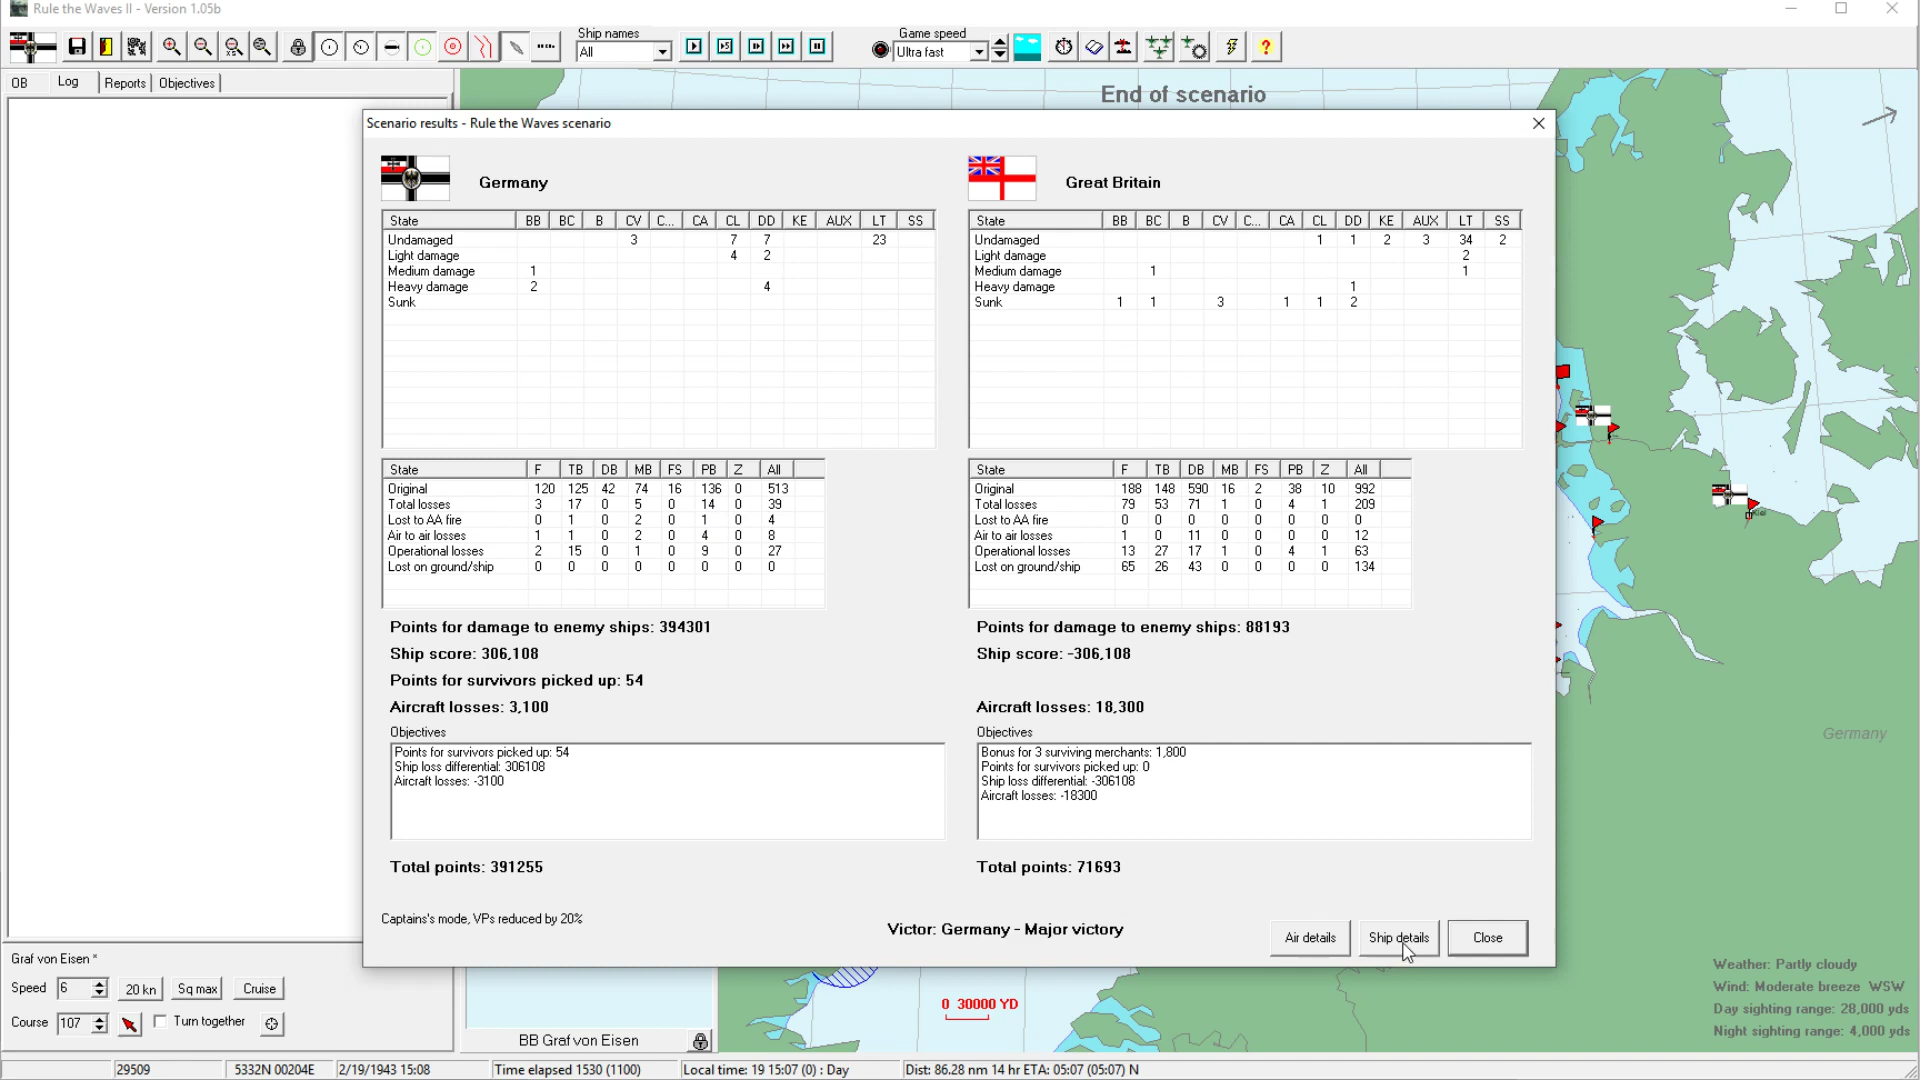 Rule the Waves II - Version 1.05b
Ship names
All
Game speed
Ultra fast
OB Log Reports Objectives
End of scenario
Scenario results - Rule the Waves scenario
Germany
State BB BC B CV C... CA CL DD KE AUX LT SS
Undamaged 3 7 7 23
Light damage 4 2
Medium damage 1
Heavy damage 2 4
Sunk
Great Britain
State BB BC B CV C... CA CL DD KE AUX LT SS
Undamaged 1 1 2 3 34 2
Light damage 2
Medium damage 1 1
Heavy damage 1
Sunk 1 1 3 1 1 2
State F TB DB MB FS PB Z All
Original 120 125 42 74 16 136 0 513
Total losses 3 17 0 5 0 14 0 39
Lost to AA fire 0 1 0 2 0 1 0 4
Air to air losses 1 1 0 2 0 4 0 8
Operational losses 2 15 0 1 0 9 0 27
Lost on ground/ship 0 0 0 0 0 0 0 0
State F TB DB MB FS PB Z All
Original 188 148 590 16 2 38 10 992
Total losses 79 53 71 1 0 4 1 209
Lost to AA fire 0 0 0 0 0 0 0 0
Air to air losses 1 0 11 0 0 0 0 12
Operational losses 13 27 17 1 0 4 1 63
Lost on ground/ship 65 26 43 0 0 0 0 134
Points for damage to enemy ships: 394301
Ship score: 306,108
Points for survivors picked up: 54
Aircraft losses: 3,100
Objectives
Points for survivors picked up: 54
Ship loss differential: 306108
Aircraft losses: -3100
Total points: 391255
Points for damage to enemy ships: 88193
Ship score: -306,108
Aircraft losses: 18,300
Objectives
Bonus for 3 surviving merchants: 1,800
Points for survivors picked up: 0
Ship loss differential: -306108
Aircraft losses: -18300
Total points: 71693
Captains's mode, VPs reduced by 20%
Victor: Germany - Major victory
Air details Ship details Close
Germany
Graf von Eisen *
Speed 6 20 kn Sq max Cruise
Course 107 Turn together
BB Graf von Eisen
0 30000 YD
Weather: Partly cloudy
Wind: Moderate breeze WSW
Day sighting range: 28,000 yds
Night sighting range: 4,000 yds
29509 5332N 00204E 2/19/1943 15:08 Time elapsed 1530 (1100) Local time: 19 15:07 (0) : Day Dist: 86.28 nm 14 hr ETA: 05:07 (05:07) N